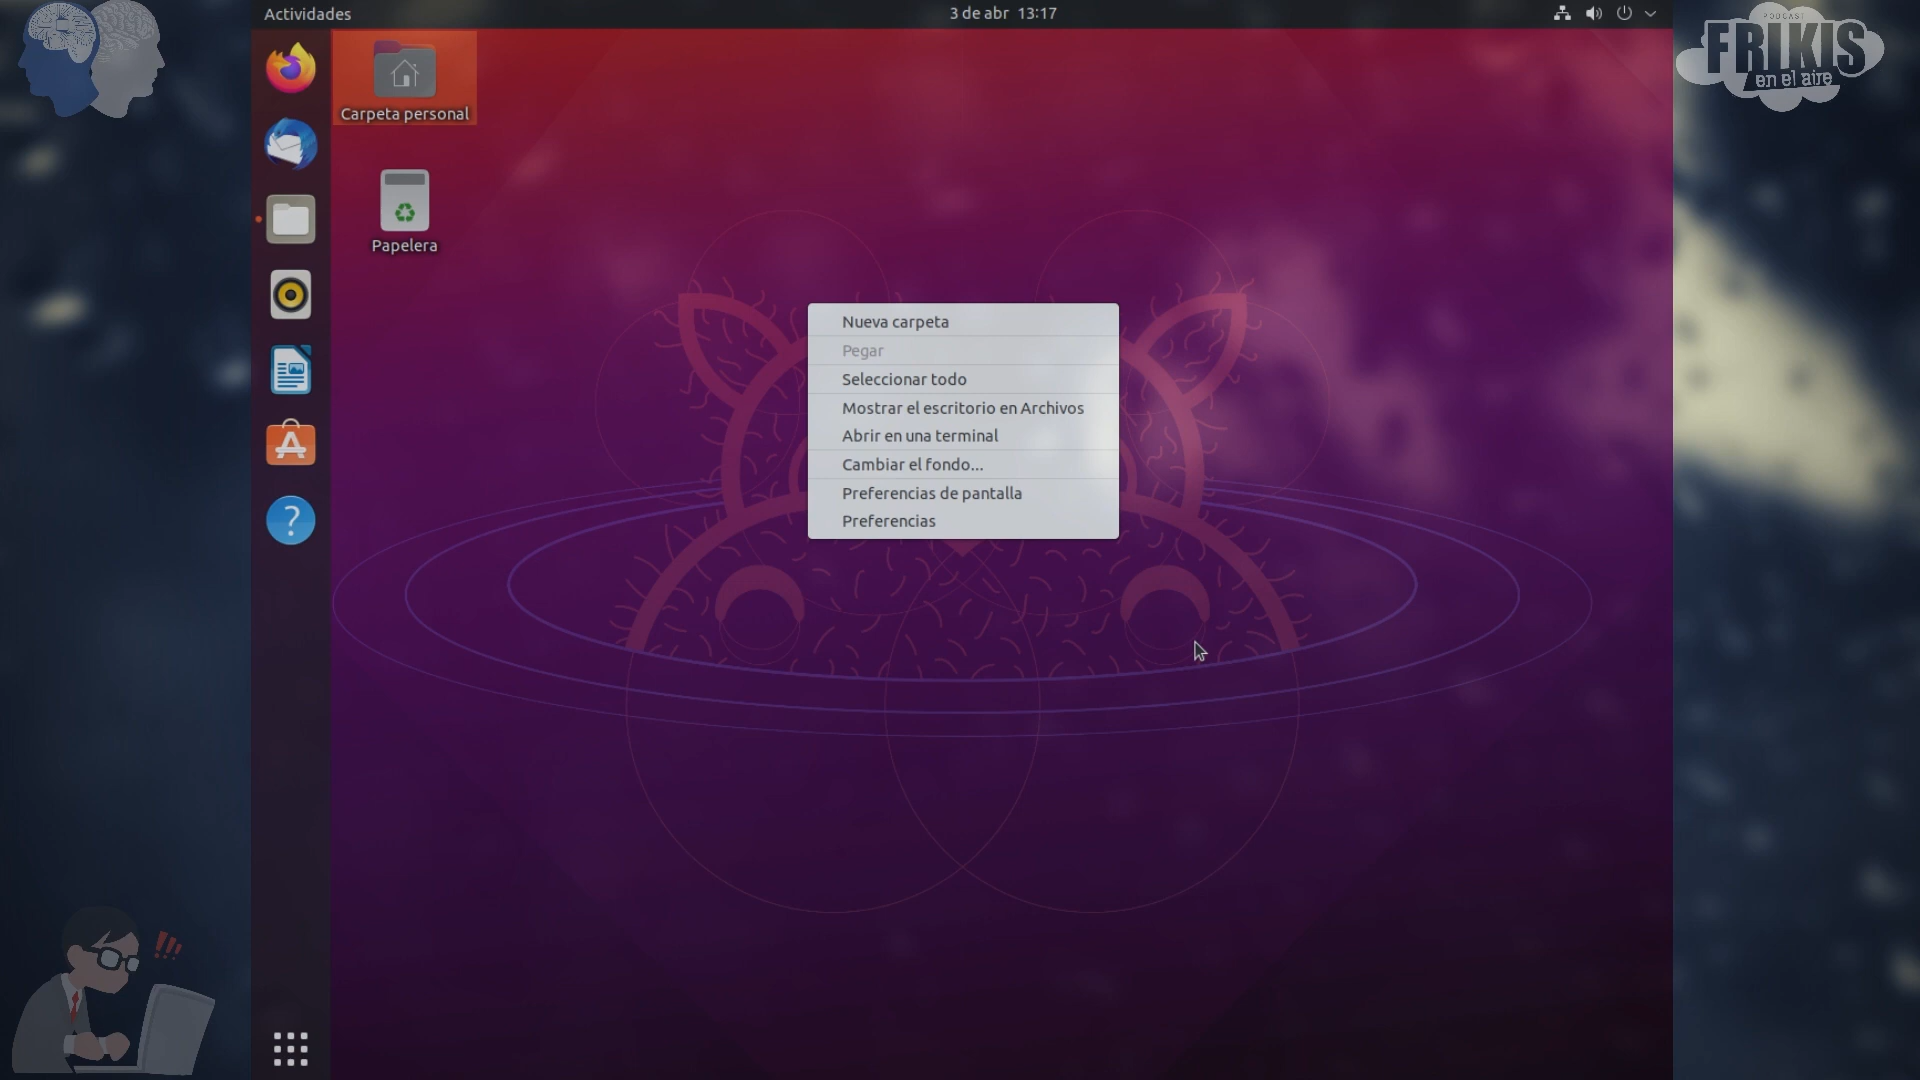 Actividades
3 de abr 13:17
PODCAST
FRIKIS
en el aire
Carpeta personal
Papelera
Nueva carpeta
Pegar
Seleccionar todo
Mostrar el escritorio en Archivos
Abrir en una terminal
Cambiar el fondo...
Preferencias de pantalla
Preferencias
?
!!!